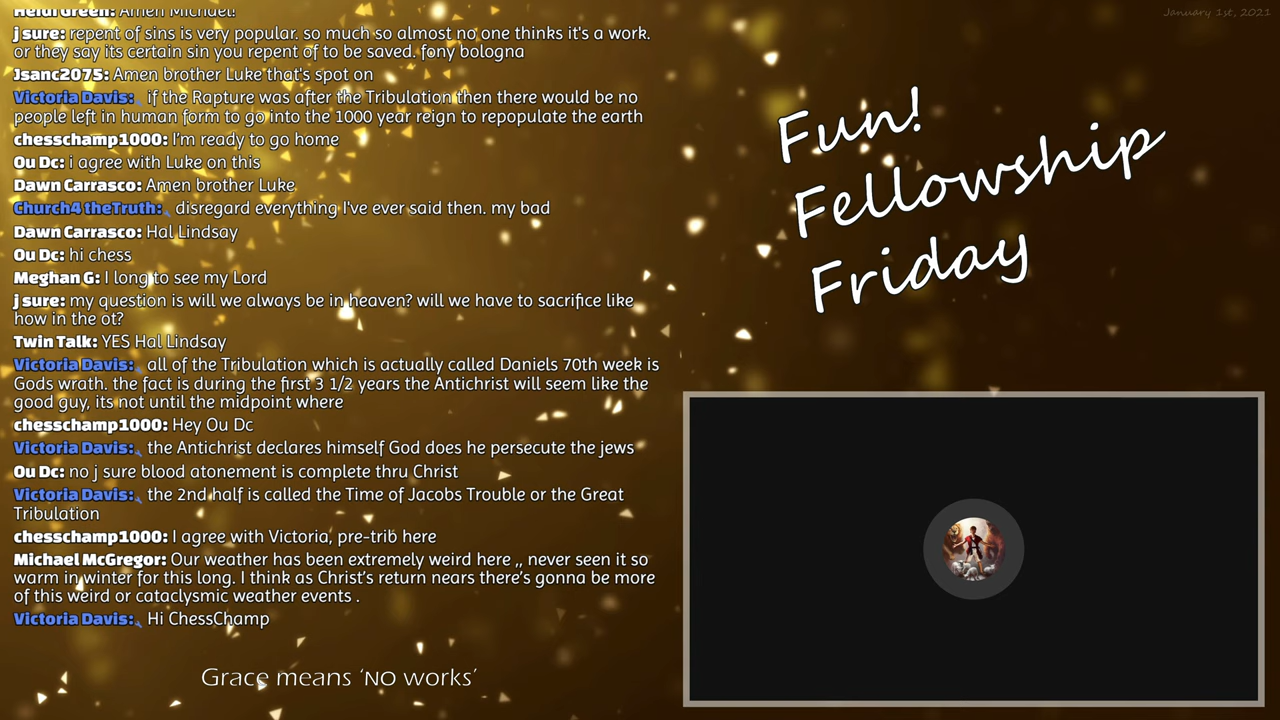 Heidi Green: Amen Michael!
j sure: repent of sins is very popular. so much so almost no one thinks it's a work.
or they say its certain sin you repent of to be saved. fony bologna
Jsanc2075: Amen brother Luke that's spot on
Victoria Davis: if the Rapture was after the Tribulation then there would be no
people left in human form to go into the 1000 year reign to repopulate the earth
chesschamp1000: I'm ready to go home
Ou Dc: i agree with Luke on this
Dawn Carrasco: Amen brother Luke
Church4 theTruth: disregard everything I've ever said then. my bad
Dawn Carrasco: Hal Lindsay
Ou Dc: hi chess
Meghan G: I long to see my Lord
j sure: my question is will we always be in heaven? will we have to sacrifice like
how in the ot?
Twin Talk: YES Hal Lindsay
Victoria Davis: all of the Tribulation which is actually called Daniels 70th week is
Gods wrath. the fact is during the first 3 1/2 years the Antichrist will seem like the
good guy, its not until the midpoint where
chesschamp1000: Hey Ou Dc
Victoria Davis: the Antichrist declares himself God does he persecute the jews
Ou Dc: no j sure blood atonement is complete thru Christ
Victoria Davis: the 2nd half is called the Time of Jacobs Trouble or the Great
Tribulation
chesschamp1000: I agree with Victoria, pre-trib here
Michael McGregor: Our weather has been extremely weird here ,, never seen it so
warm in winter for this long. I think as Christ's return nears there's gonna be more
of this weird or cataclysmic weather events .
Victoria Davis: Hi ChessChamp
Grace means ‘NO works’
January 1st, 2021
Fun!
Fellowship
Friday